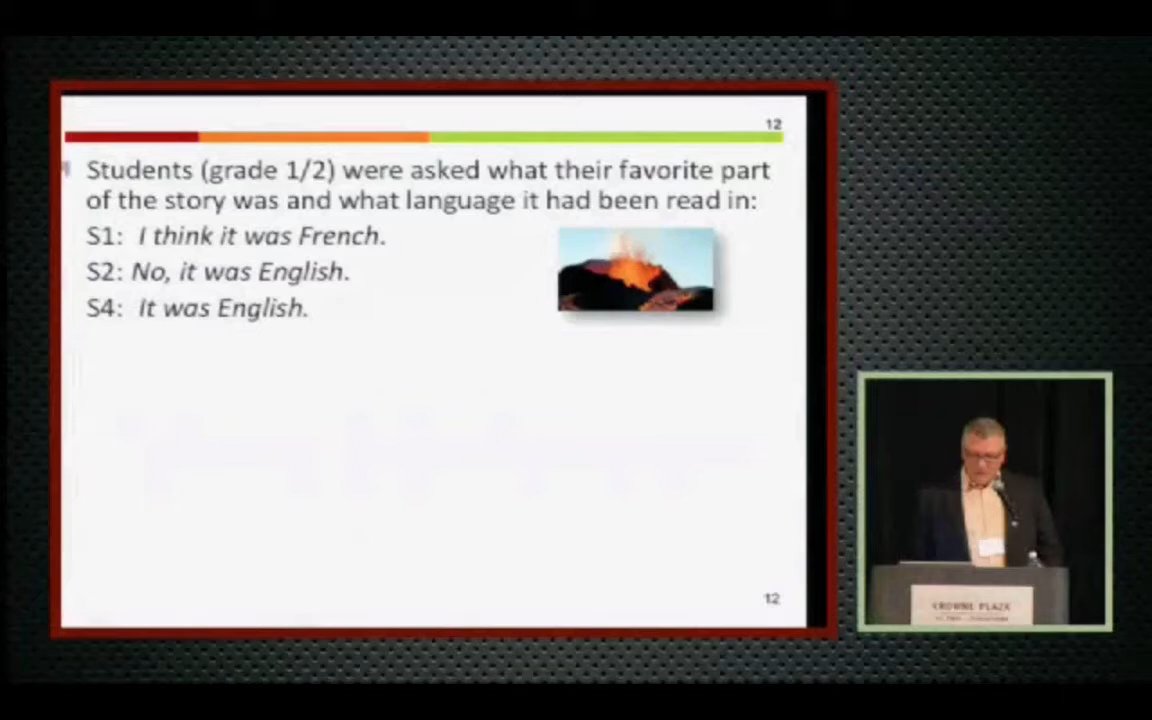 12
Students (grade 1/2) were asked what their favorite part
of the story was and what language it had been read in:
S1: I think it was French.
S2: No, it was English.
S4: It was English.
12
CROWNE PLAZA